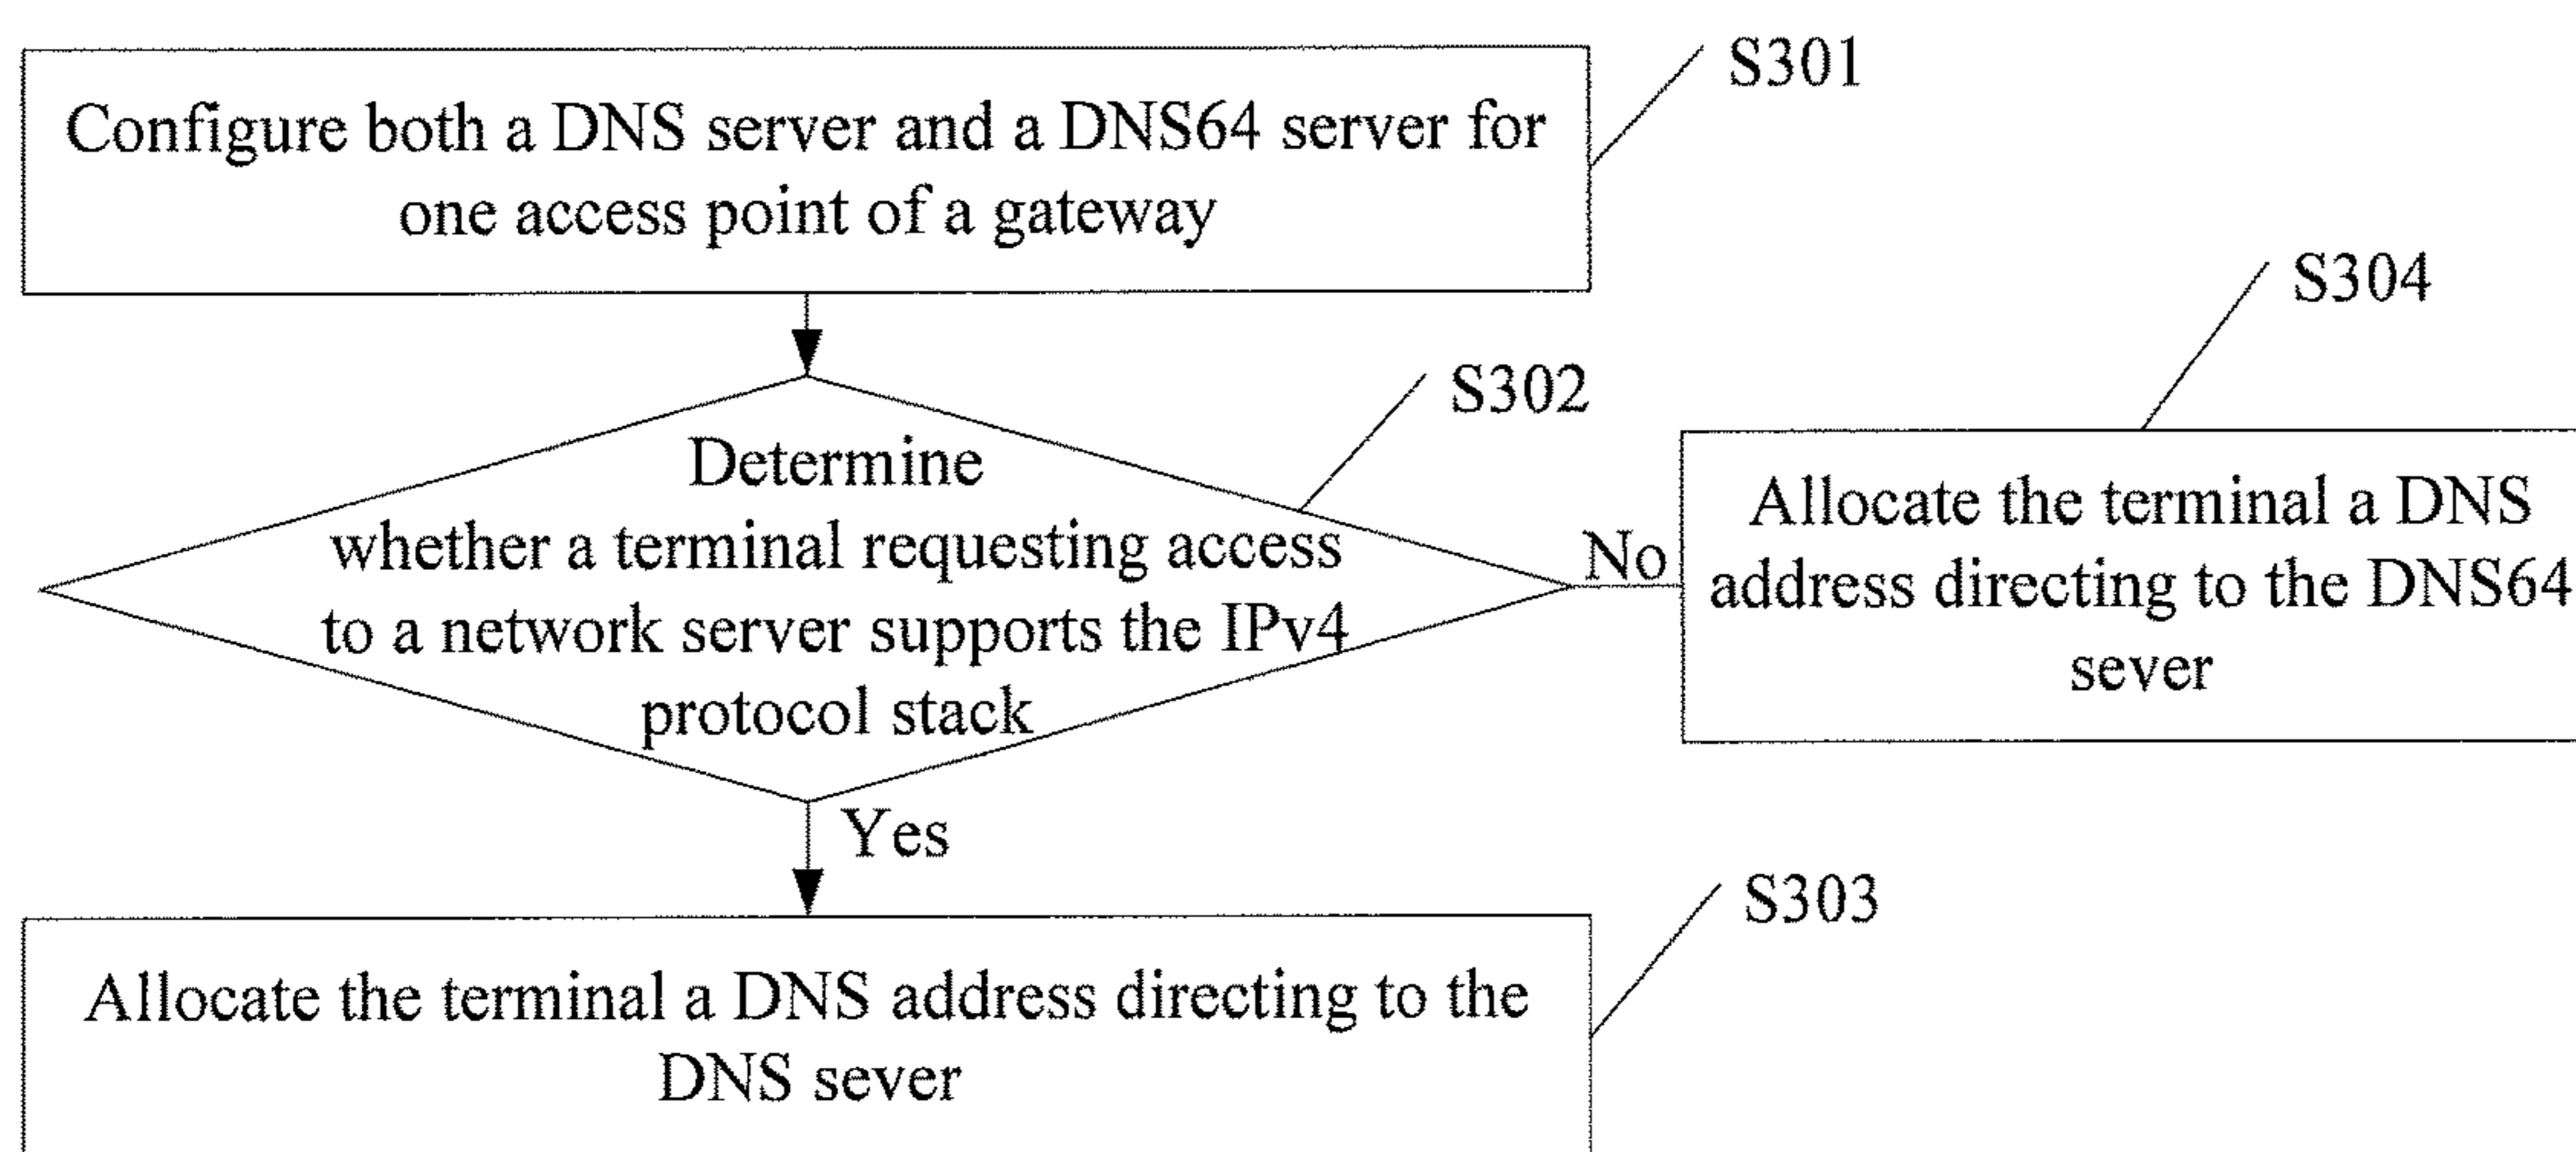 S301
Configure both a DNS server and a DNS64 server for
one access point of a gateway
S304
S302
Determine
whether a terminal requesting access
to a network server supports the IPv4
protocol stack
No
Allocate the terminal a DNS
address directing to the DNS64
sever
Yes
S303
Allocate the terminal a DNS address directing to the
DNS sever